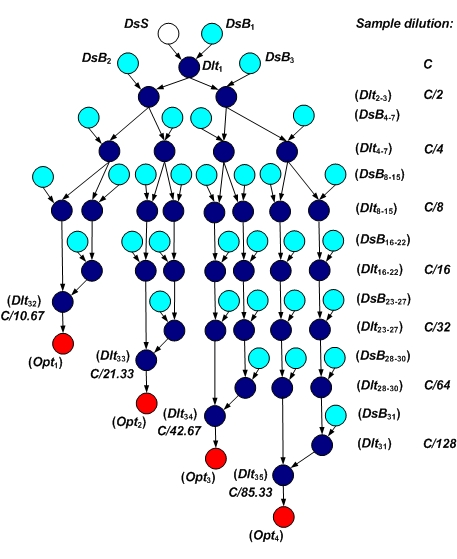 DsS DsB1 Sample dilution:
DsB2 Dlt1 DsB3 C
(Dlt2-3) C/2
(DsB4-7)
(Dlt4-7) C/4
(DsB8-15)
(Dlt8-15) C/8
(DsB16-22)
(Dlt16-22) C/16
(Dlt32)
C/10.67
(DsB23-27)
(Dlt23-27) C/32
(Opt1)
(Dlt33)
C/21.33
(DsB28-30)
(Dlt28-30) C/64
(Opt2)
(Dlt34)
C/42.67
(DsB31)
(Dlt31) C/128
(Opt3)
(Dlt35)
C/85.33
(Opt4)